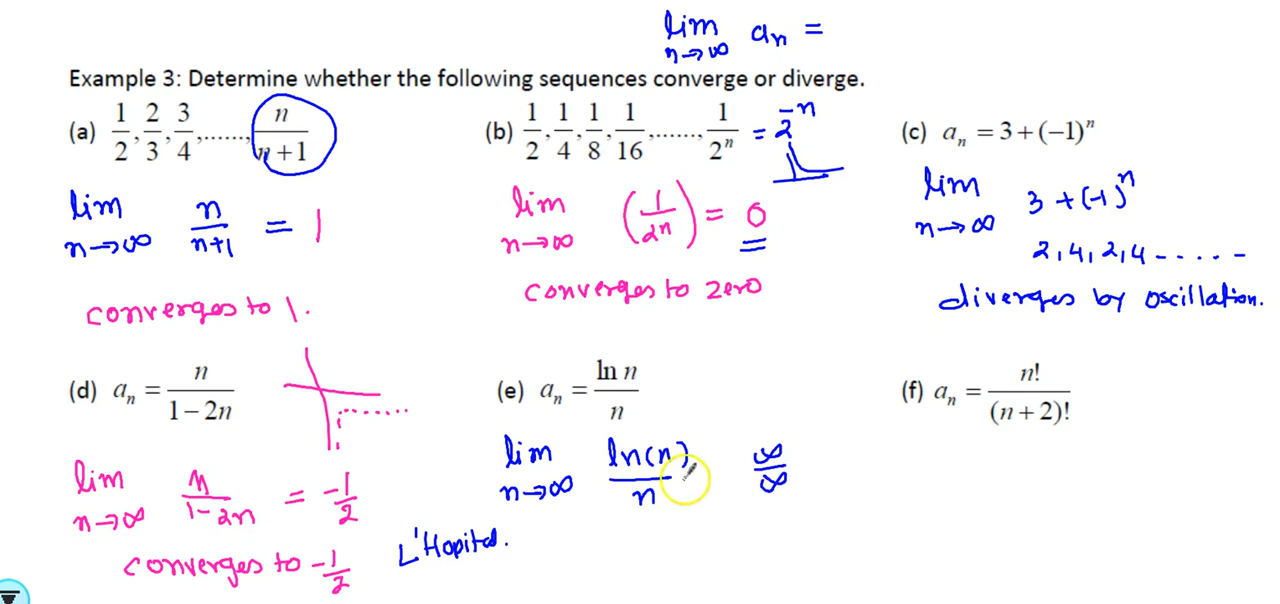 lim n→∞ aₙ =
Example 3: Determine whether the following sequences converge or diverge.
(a) 1/2, 2/3, 3/4, ......., n/(n+1)
(b) 1/2, 1/4, 1/8, 1/16, ......., 1/2ⁿ = 2⁻ⁿ
(c) aₙ = 3+(−1)ⁿ
lim n→∞ n/(n+1) = 1
lim n→∞ (1/2n) = 0
lim n→∞ 3+(-1)ⁿ
2,4,2,4-.....-
converges to 1.
converges to zero
diverges by oscillation.
(d) aₙ = n/(1−2n)
(e) aₙ = ln n/n
(f) aₙ = n!/(n+2)!
lim n→∞ n/(1-2n) = -1/2
lim n→∞ ln(n)/n ∞/∞
converges to -1/2
L'Hopital.